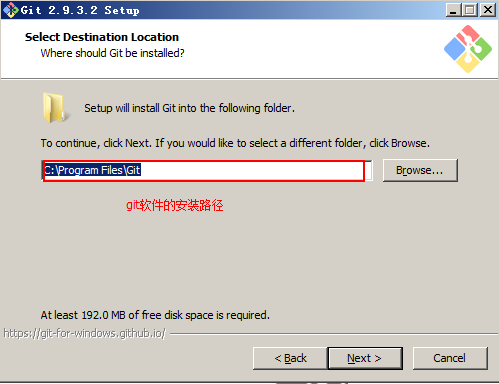 Git 2.9.3.2 Setup
Select Destination Location
Where should Git be installed?
Setup will install Git into the following folder.
To continue, click Next. If you would like to select a different folder, click Browse.
C:\Program Files\Git
Browse...
git软件的安装路径
At least 192.0 MB of free disk space is required.
https://git-for-windows.github.io/
< Back
Next >
Cancel